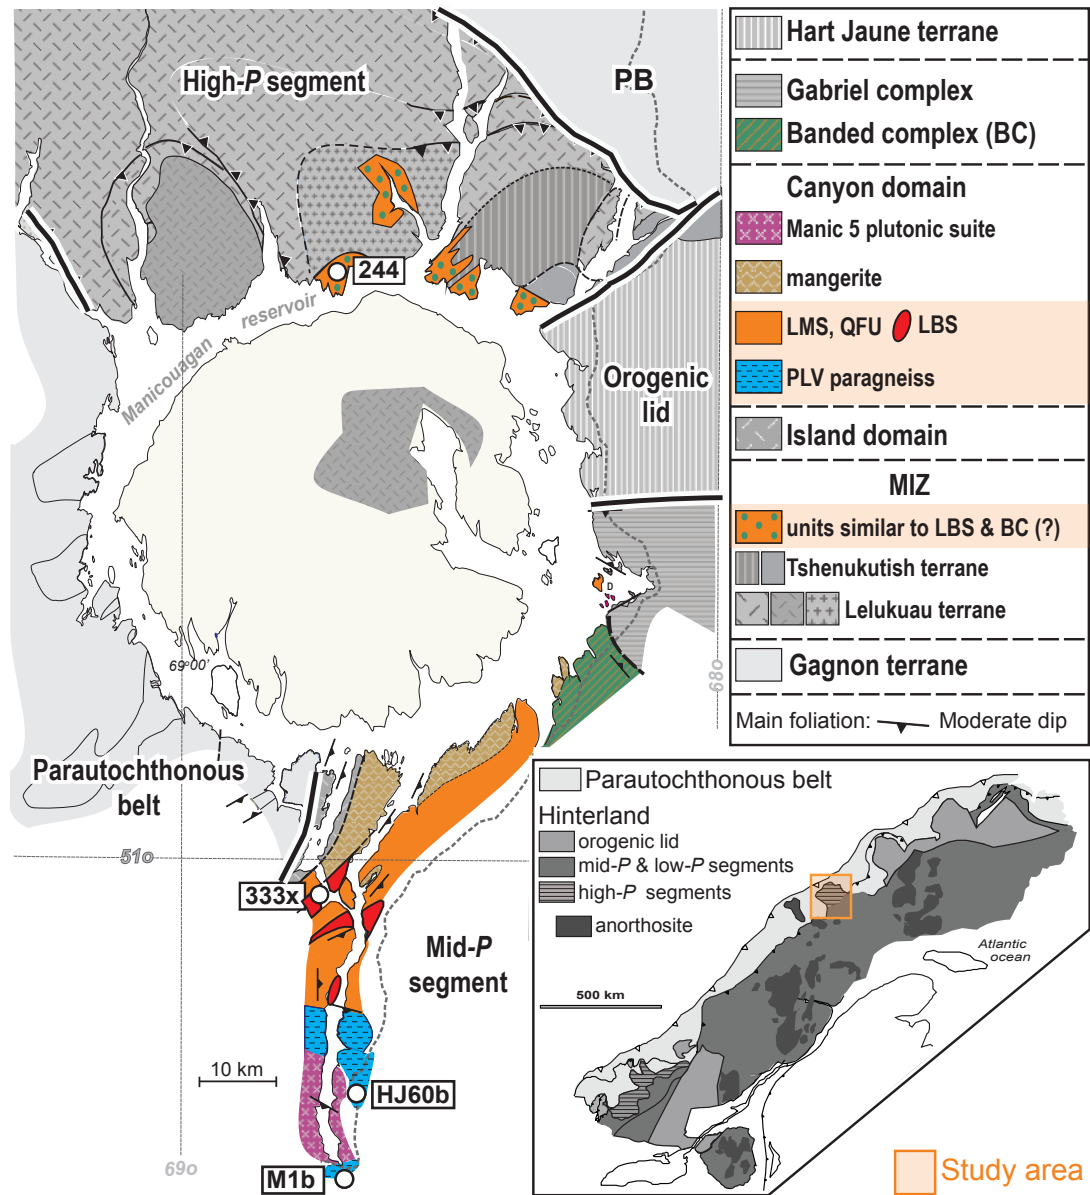 High-P segment
PB
244
reservoir
Manicouagan
Orogenic
lid
D
69º00'
68o
Parautochthonous
belt
51o
333x
Mid-P
segment
10 km
HJ60b
69o
M1b
Hart Jaune terrane
Gabriel complex
Banded complex (BC)
Canyon domain
Manic 5 plutonic suite
mangerite
LMS, QFU LBS
PLV paragneiss
Island domain
MIZ
units similar to LBS & BC (?)
Tshenukutish terrane
Lelukuau terrane
Gagnon terrane
Main foliation: Moderate dip
Parautochthonous belt
Hinterland
orogenic lid
mid-P & low-P segments
high-P segments
anorthosite
Atlantic
ocean
500 km
Study area